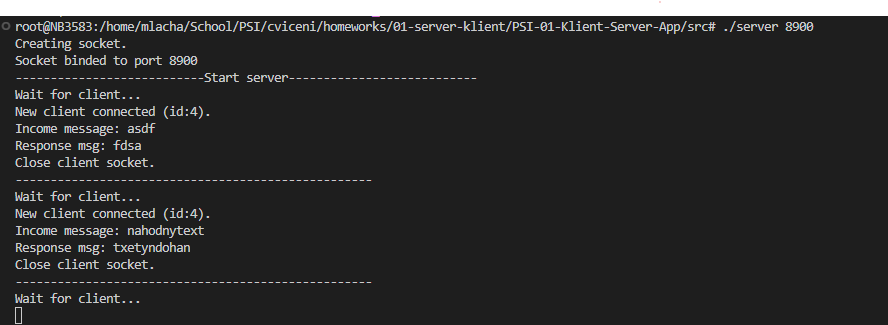 root@NB3583:/home/mlacha/School/PSI/cviceni/homeworks/01-server-klient/PSI-01-Klient-Server-App/src# ./server 8900
Creating socket.
Socket binded to port 8900
---------------------------Start server---------------------------
Wait for client...
New client connected (id:4).
Income message: asdf
Response msg: fdsa
Close client socket.
---------------------------------------------------
Wait for client...
New client connected (id:4).
Income message: nahodnytext
Response msg: txetyndohan
Close client socket.
---------------------------------------------------
Wait for client...